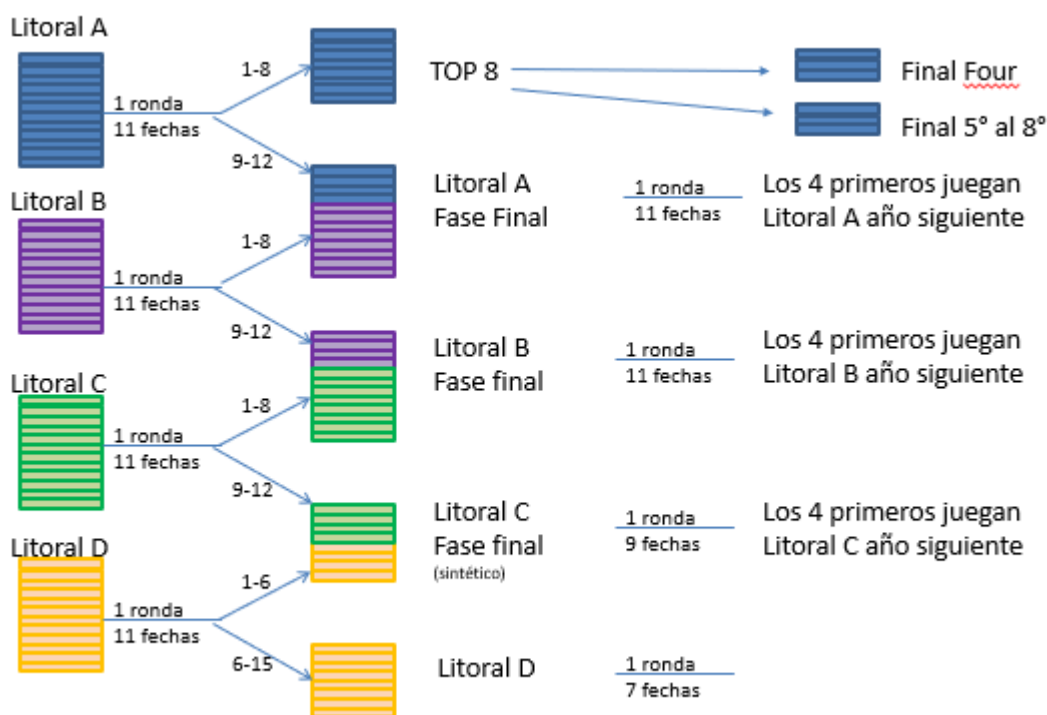 Litoral A
1-8
1 ronda
11 fechas
9-12
TOP 8
Final Four
Final 5° al 8°
Litoral B
1-8
1 ronda
11 fechas
9-12
Litoral A
Fase Final
1 ronda
11 fechas
Los 4 primeros juegan
Litoral A año siguiente
Litoral C
1-8
1 ronda
11 fechas
9-12
Litoral B
Fase final
1 ronda
11 fechas
Los 4 primeros juegan
Litoral B año siguiente
Litoral D
1-6
1 ronda
11 fechas
6-15
Litoral C
Fase final
(sintético)
1 ronda
9 fechas
Los 4 primeros juegan
Litoral C año siguiente
Litoral D
1 ronda
7 fechas